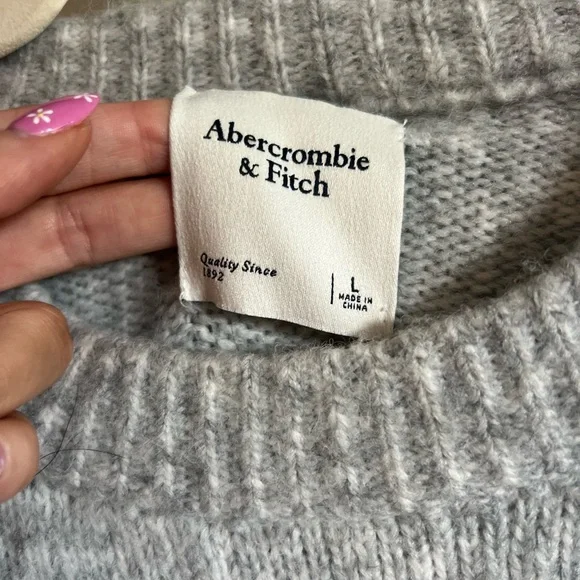 Abercrombie
& Fitch
Quality Since
1892
L
MADE IN
CHINA